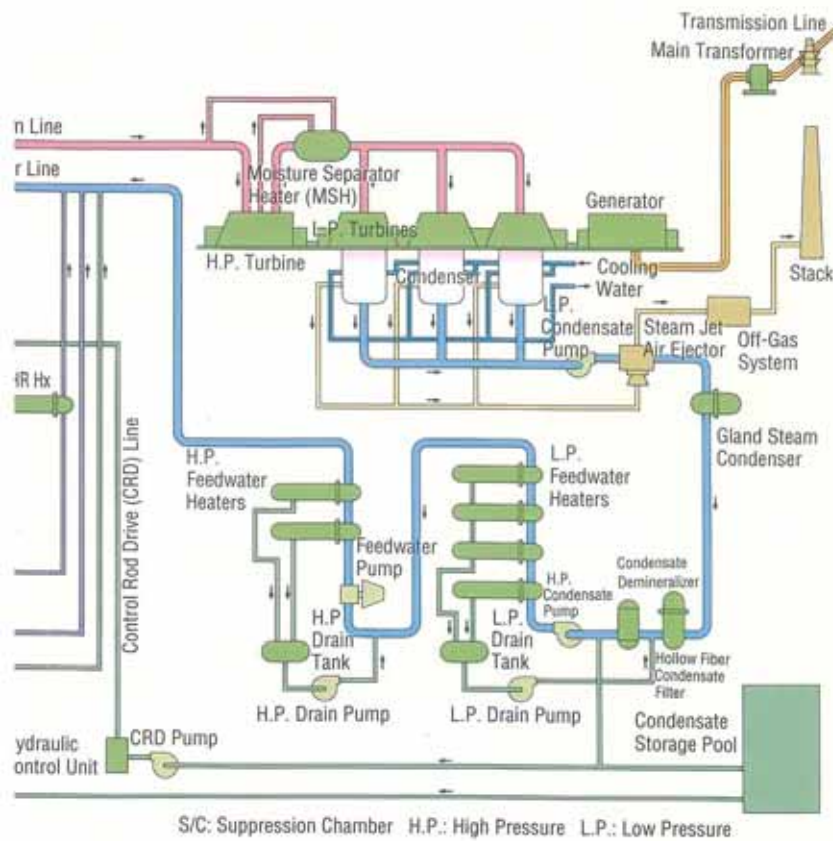 Transmission Line
Main Transformer
n Line
r Line
Moisture Separator
Heater (MSH)
Generator
L.P. Turbines
H.P. Turbine
Condenser
Cooling
Water
Stack
L.P.
Condensate
Pump
Steam Jet
Air Ejector
Off-Gas
System
HR Hx
Control Rod Drive (CRD) Line
Gland Steam
Condenser
H.P.
Feedwater
Heaters
L.P.
Feedwater
Heaters
Feedwater
Pump
H.P.
Condensate
Pump
Condensate
Demineralizer
H.P.
Drain
Tank
L.P.
Drain
Tank
Hollow Fiber
Condensate
Filter
H.P. Drain Pump
L.P. Drain Pump
Condensate
Storage Pool
CRD Pump
ydraulic
ontrol Unit
S/C: Suppression Chamber H.P.: High Pressure L.P.: Low Pressure